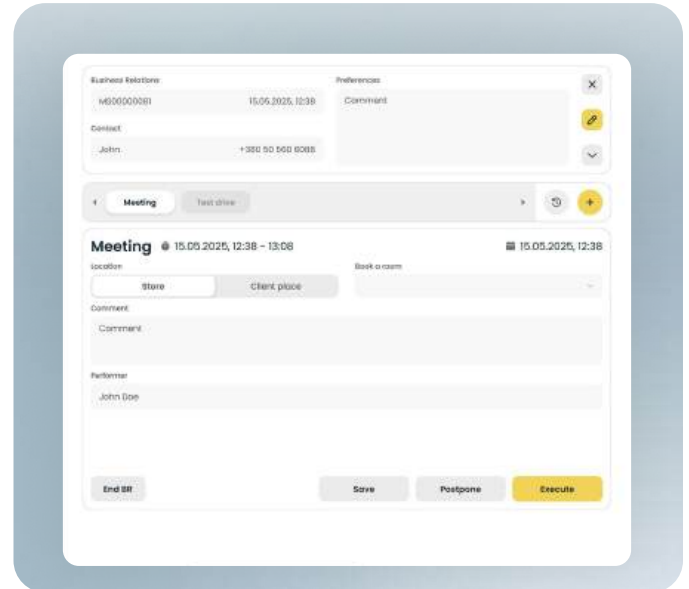 Business Relations
MS00000081 15.05.2025, 12:38
Contact
John +380 50 560 6088
Preferences
Comment
Meeting Test drive
Meeting 15.05.2025, 12:38 - 13:08 15.05.2025, 12:38
Location
Store Client place
Book a room
Comment
Comment
Performer
John Doe
End BR Save Postpone Execute